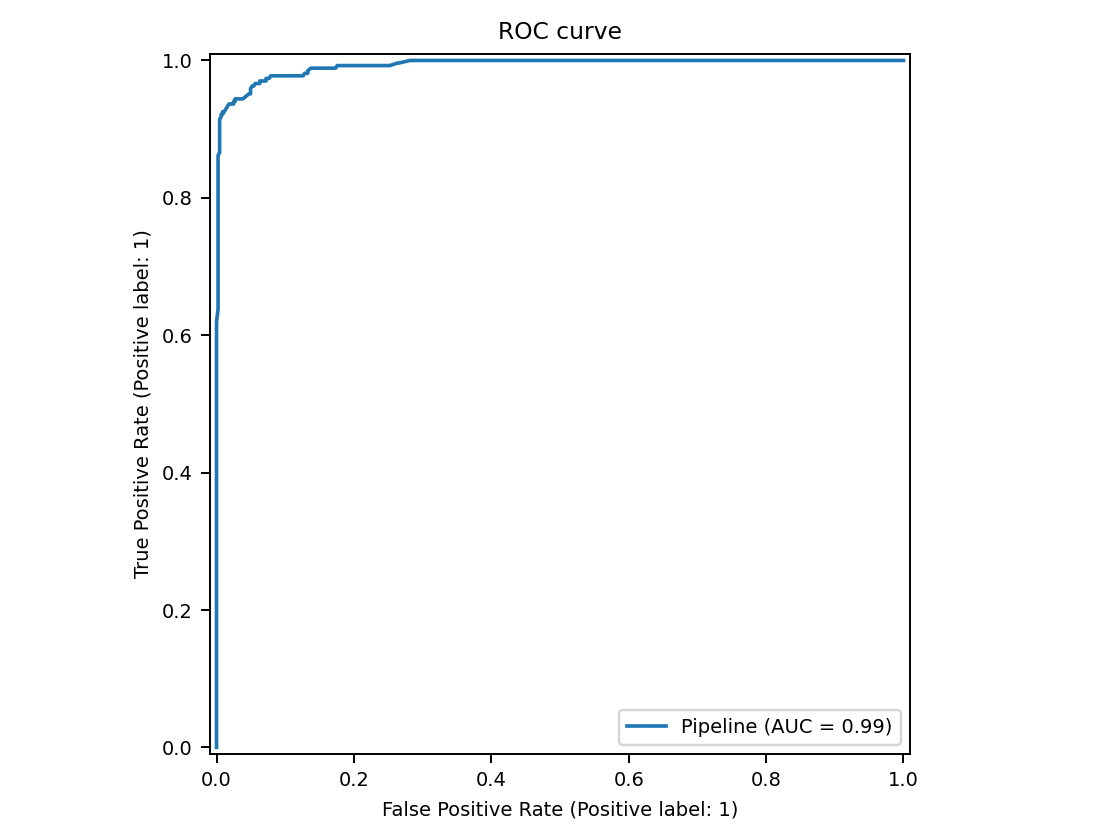 ROC curve
1.0
0.8
0.6
0.4
0.2
0.0
True Positive Rate (Positive label: 1)
Pipeline (AUC = 0.99)
0.0 0.2 0.4 0.6 0.8 1.0
False Positive Rate (Positive label: 1)